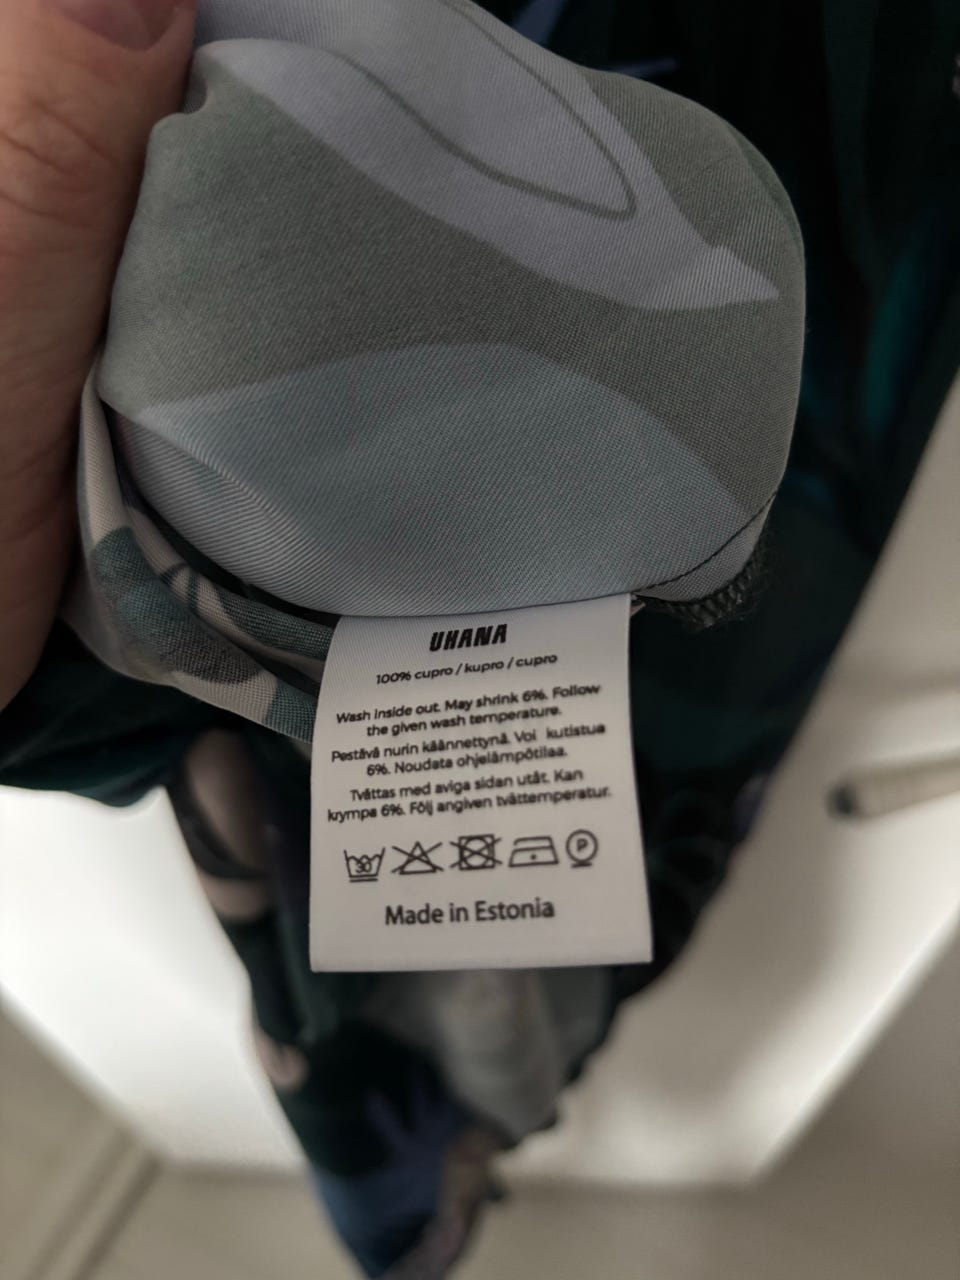 UHANA
100% cupro / kupro / cupro
Wash inside out. May shrink 6%. Follow
the given wash temperature.
Pestävä nurin käännettynä. Voi kutistua
6%. Noudata ohjelämpötilaa.
Tvättas med aviga sidan utåt. Kan
krympa 6%. Följ angiven tvättemperatur.
30 P
Made in Estonia